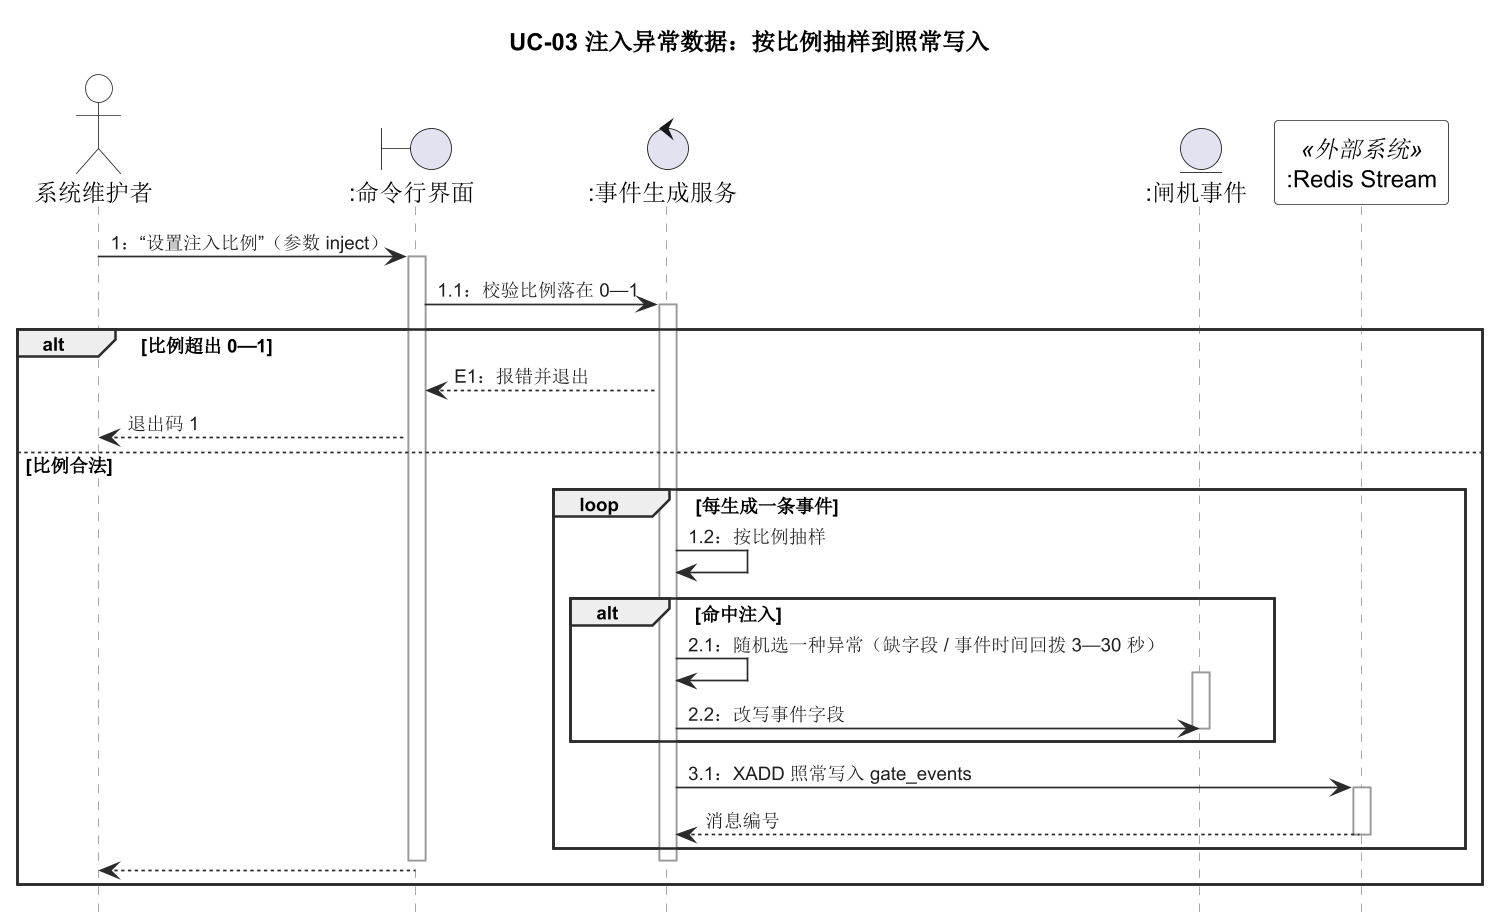 UC-03 注入异常数据：按比例抽样到照常写入
系统维护者
:命令行界面
:事件生成服务
:闸机事件
«外部系统»
:Redis Stream
1：“设置注入比例”（参数 inject）
1.1：校验比例落在 0—1
alt
[比例超出 0—1]
E1：报错并退出
退出码 1
[比例合法]
loop
[每生成一条事件]
1.2：按比例抽样
alt
[命中注入]
2.1：随机选一种异常（缺字段 / 事件时间回拨 3—30 秒）
2.2：改写事件字段
3.1：XADD 照常写入 gate_events
消息编号